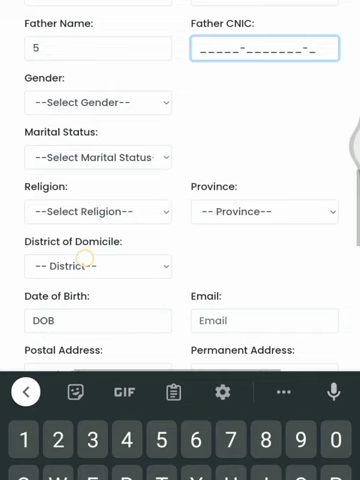 Father Name: Father CNIC:
5 _____-_______-_
Gender:
--Select Gender--
Marital Status:
--Select Marital Status-
Religion: Province:
--Select Religion-- -- Province--
District of Domicile:
-- District--
Date of Birth: Email:
DOB Email
Postal Address: Permanent Address:
GIF
1 2 3 4 5 6 7 8 9 0